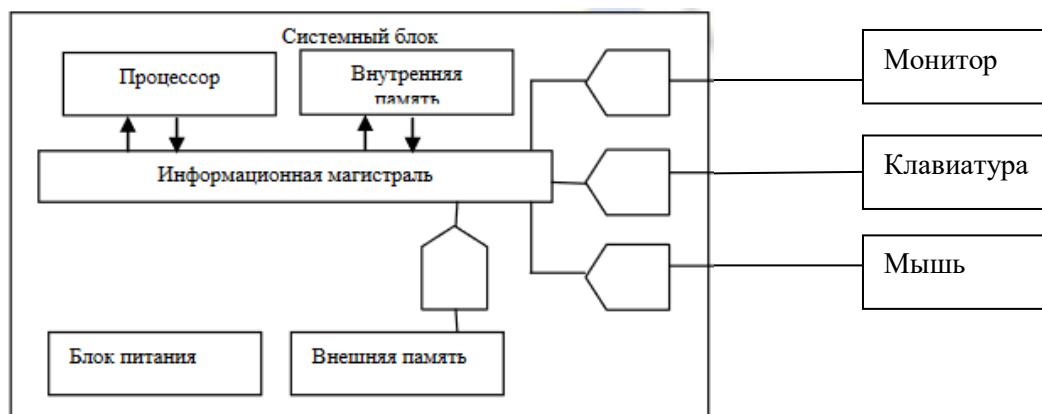 Системный блок
Процессор
Внутренняя
память
Монитор
Информационная магистраль
Клавиатура
Мышь
Блок питания
Внешняя память